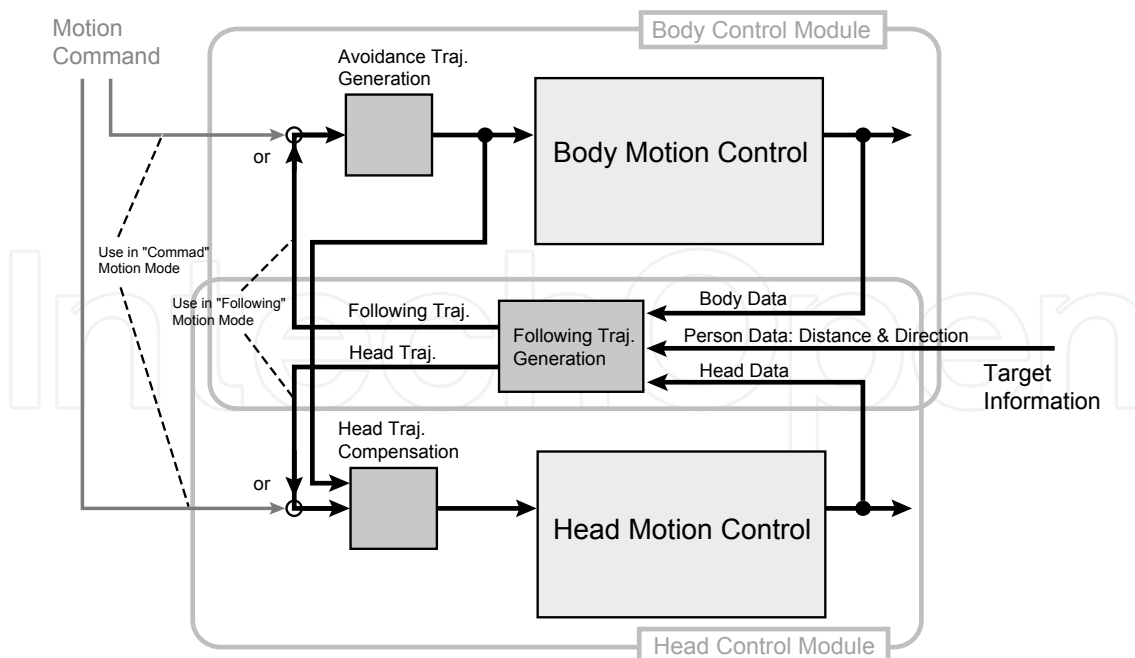 Motion
Command
Body Control Module
Avoidance Traj.
Generation
Body Motion Control
or
Use in "Commad"
Motion Mode
Use in "Following"
Motion Mode
Following Traj.
Head Traj.
Following Traj.
Generation
Body Data
Person Data: Distance & Direction
Head Data
Target
Information
Head Traj.
Compensation
or
Head Motion Control
Head Control Module
IntechOpen